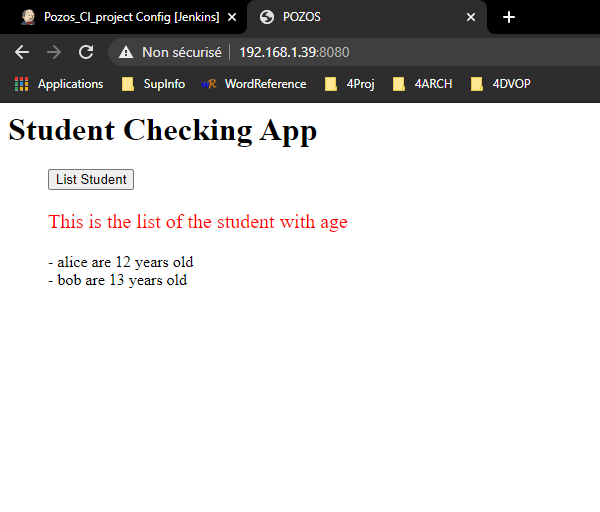 Pozos_CI_project Config [Jenkins]
POZOS
Non sécurisé
192.168.1.39:8080
Applications
SupInfo
WordReference
4Proj
4ARCH
4DVOP
Student Checking App
List Student
This is the list of the student with age
- alice are 12 years old
- bob are 13 years old